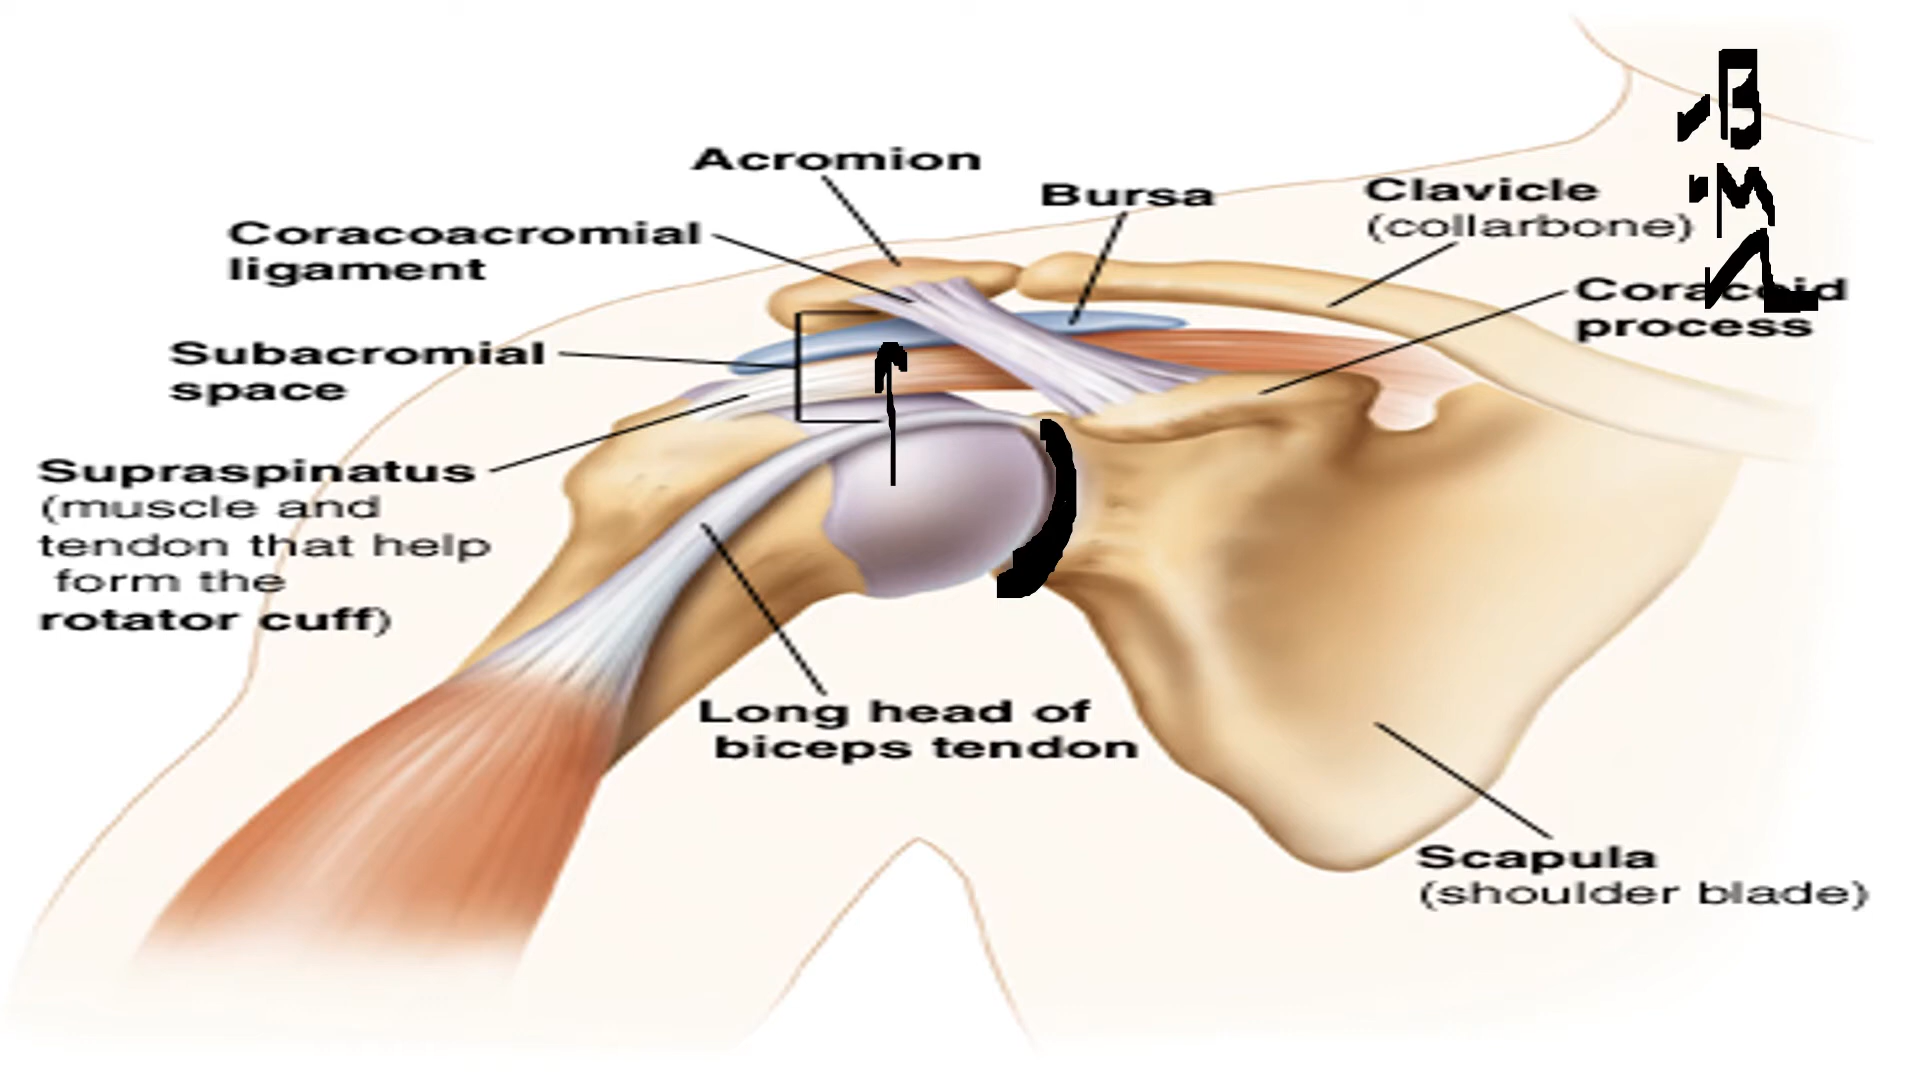 Acromion
Bursa
Clavicle
(collarbone)
Coracoacromial
ligament
Coracoid
process
Subacromial
space
Supraspinatus
(muscle and
tendon that help
form the
rotator cuff)
Long head of
biceps tendon
Scapula
(shoulder blade)